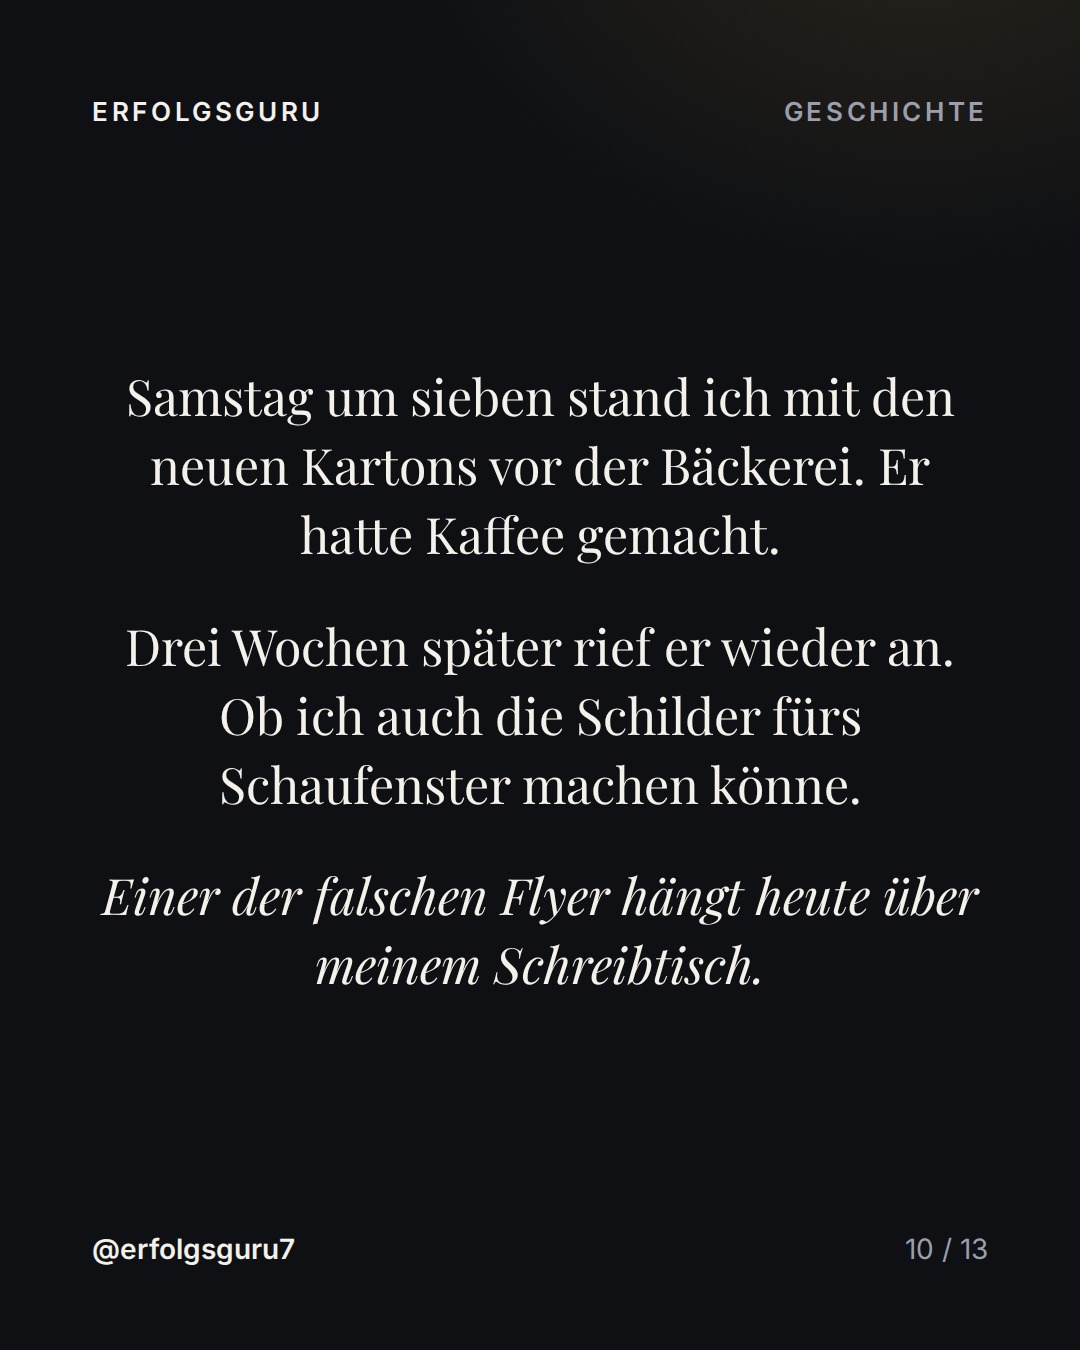 ERFOLGSGURU
GESCHICHTE
Samstag um sieben stand ich mit den
neuen Kartons vor der Bäckerei. Er
hatte Kaffee gemacht.
Drei Wochen später rief er wieder an.
Ob ich auch die Schilder fürs
Schaufenster machen könne.
Einer der falschen Flyer hängt heute über
meinem Schreibtisch.
@erfolgsguru7
10 / 13